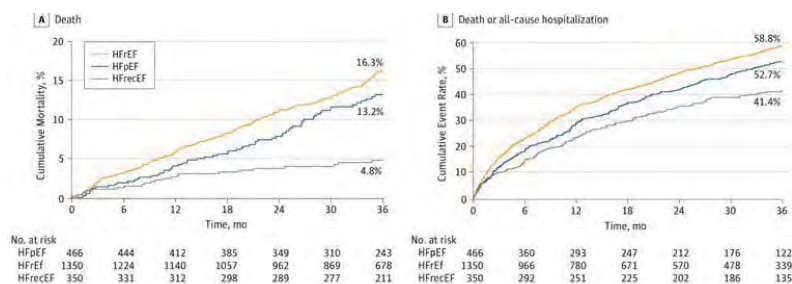 A Death
20
15
10
5
0
Cumulative Mortality, %
HFrEF
HFpEF
HFrecEF
16.3%
13.2%
4.8%
0 6 12 18 24 30 36
Time, mo
No. at risk
HFpEF 466 444 412 385 349 310 243
HFrEf 1350 1224 1140 1057 962 869 678
HFrecEF 350 331 312 298 289 277 211
B Death or all-cause hospitalization
60
50
40
30
20
10
0
Cumulative Event Rate, %
58.8%
52.7%
41.4%
0 6 12 18 24 30 36
Time, mo
No. at risk
HFpEF 466 360 293 247 212 176 122
HFrEf 1350 966 780 671 570 478 339
HFrecEF 350 292 251 225 202 186 135